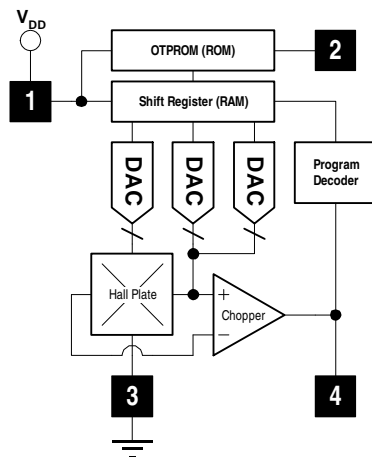 VDD
OTPROM (ROM)
2
1
Shift Register (RAM)
DAC
DAC
DAC
Program
Decoder
Hall Plate
+
−
Chopper
3
4